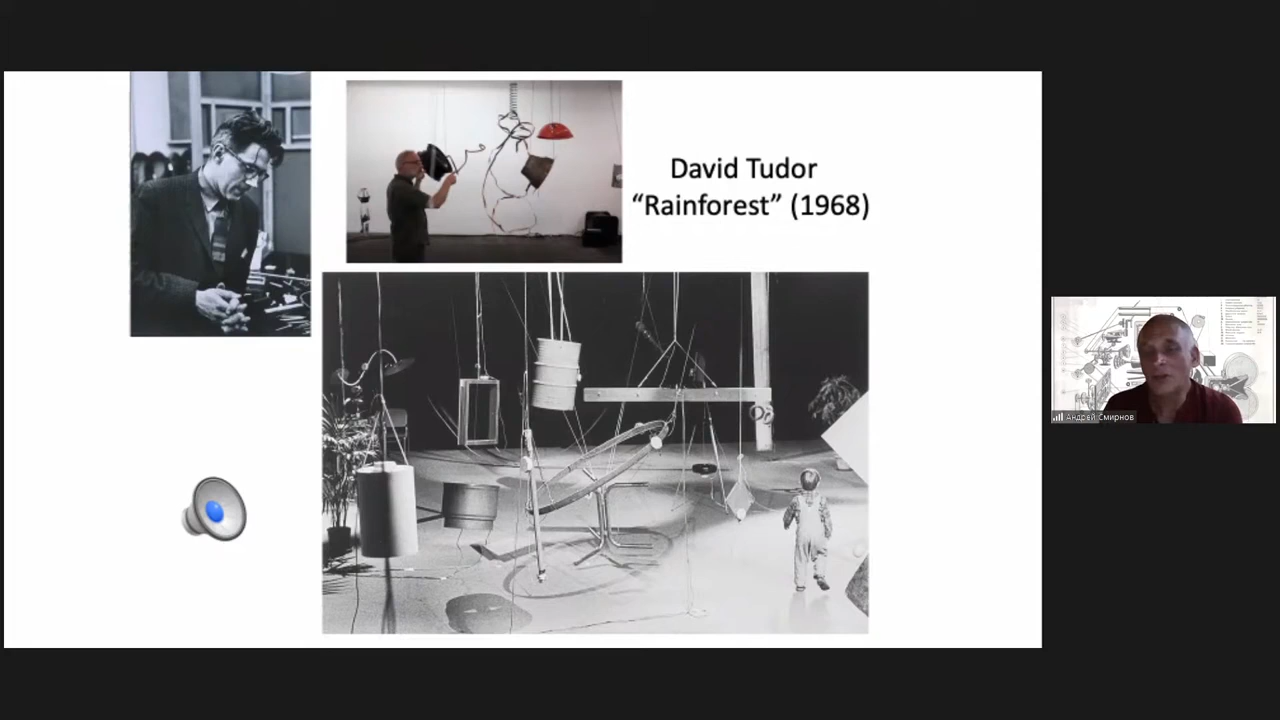 David Tudor
“Rainforest” (1968)
Андрей Смирнов